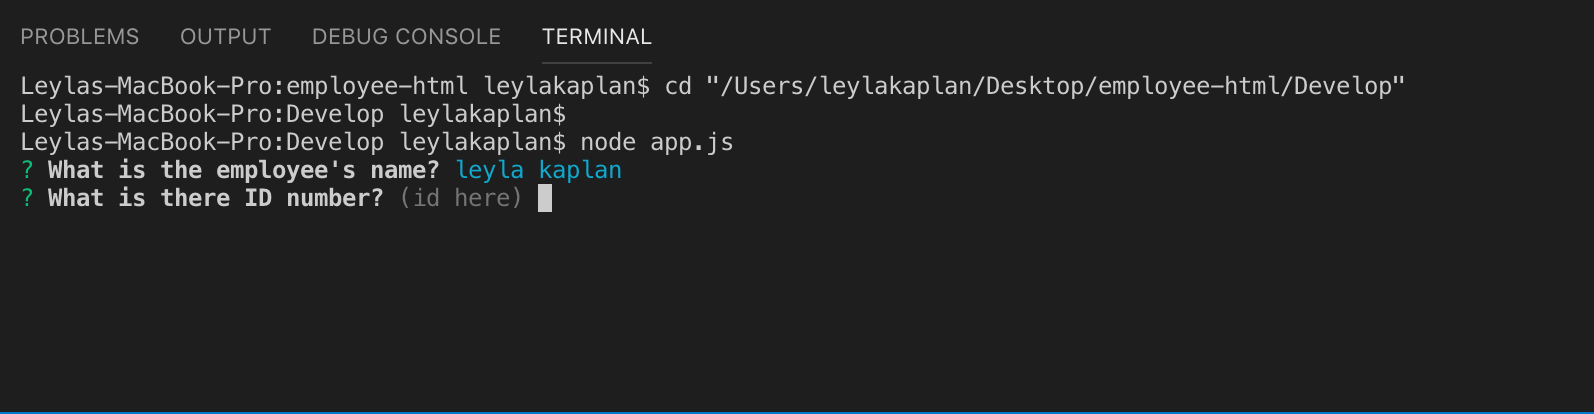 PROBLEMS OUTPUT DEBUG CONSOLE TERMINAL
Leylas-MacBook-Pro:employee-html leylakaplan$ cd "/Users/leylakaplan/Desktop/employee-html/Develop"
Leylas-MacBook-Pro:Develop leylakaplan$
Leylas-MacBook-Pro:Develop leylakaplan$ node app.js
? What is the employee's name? leyla kaplan
? What is there ID number? (id here)